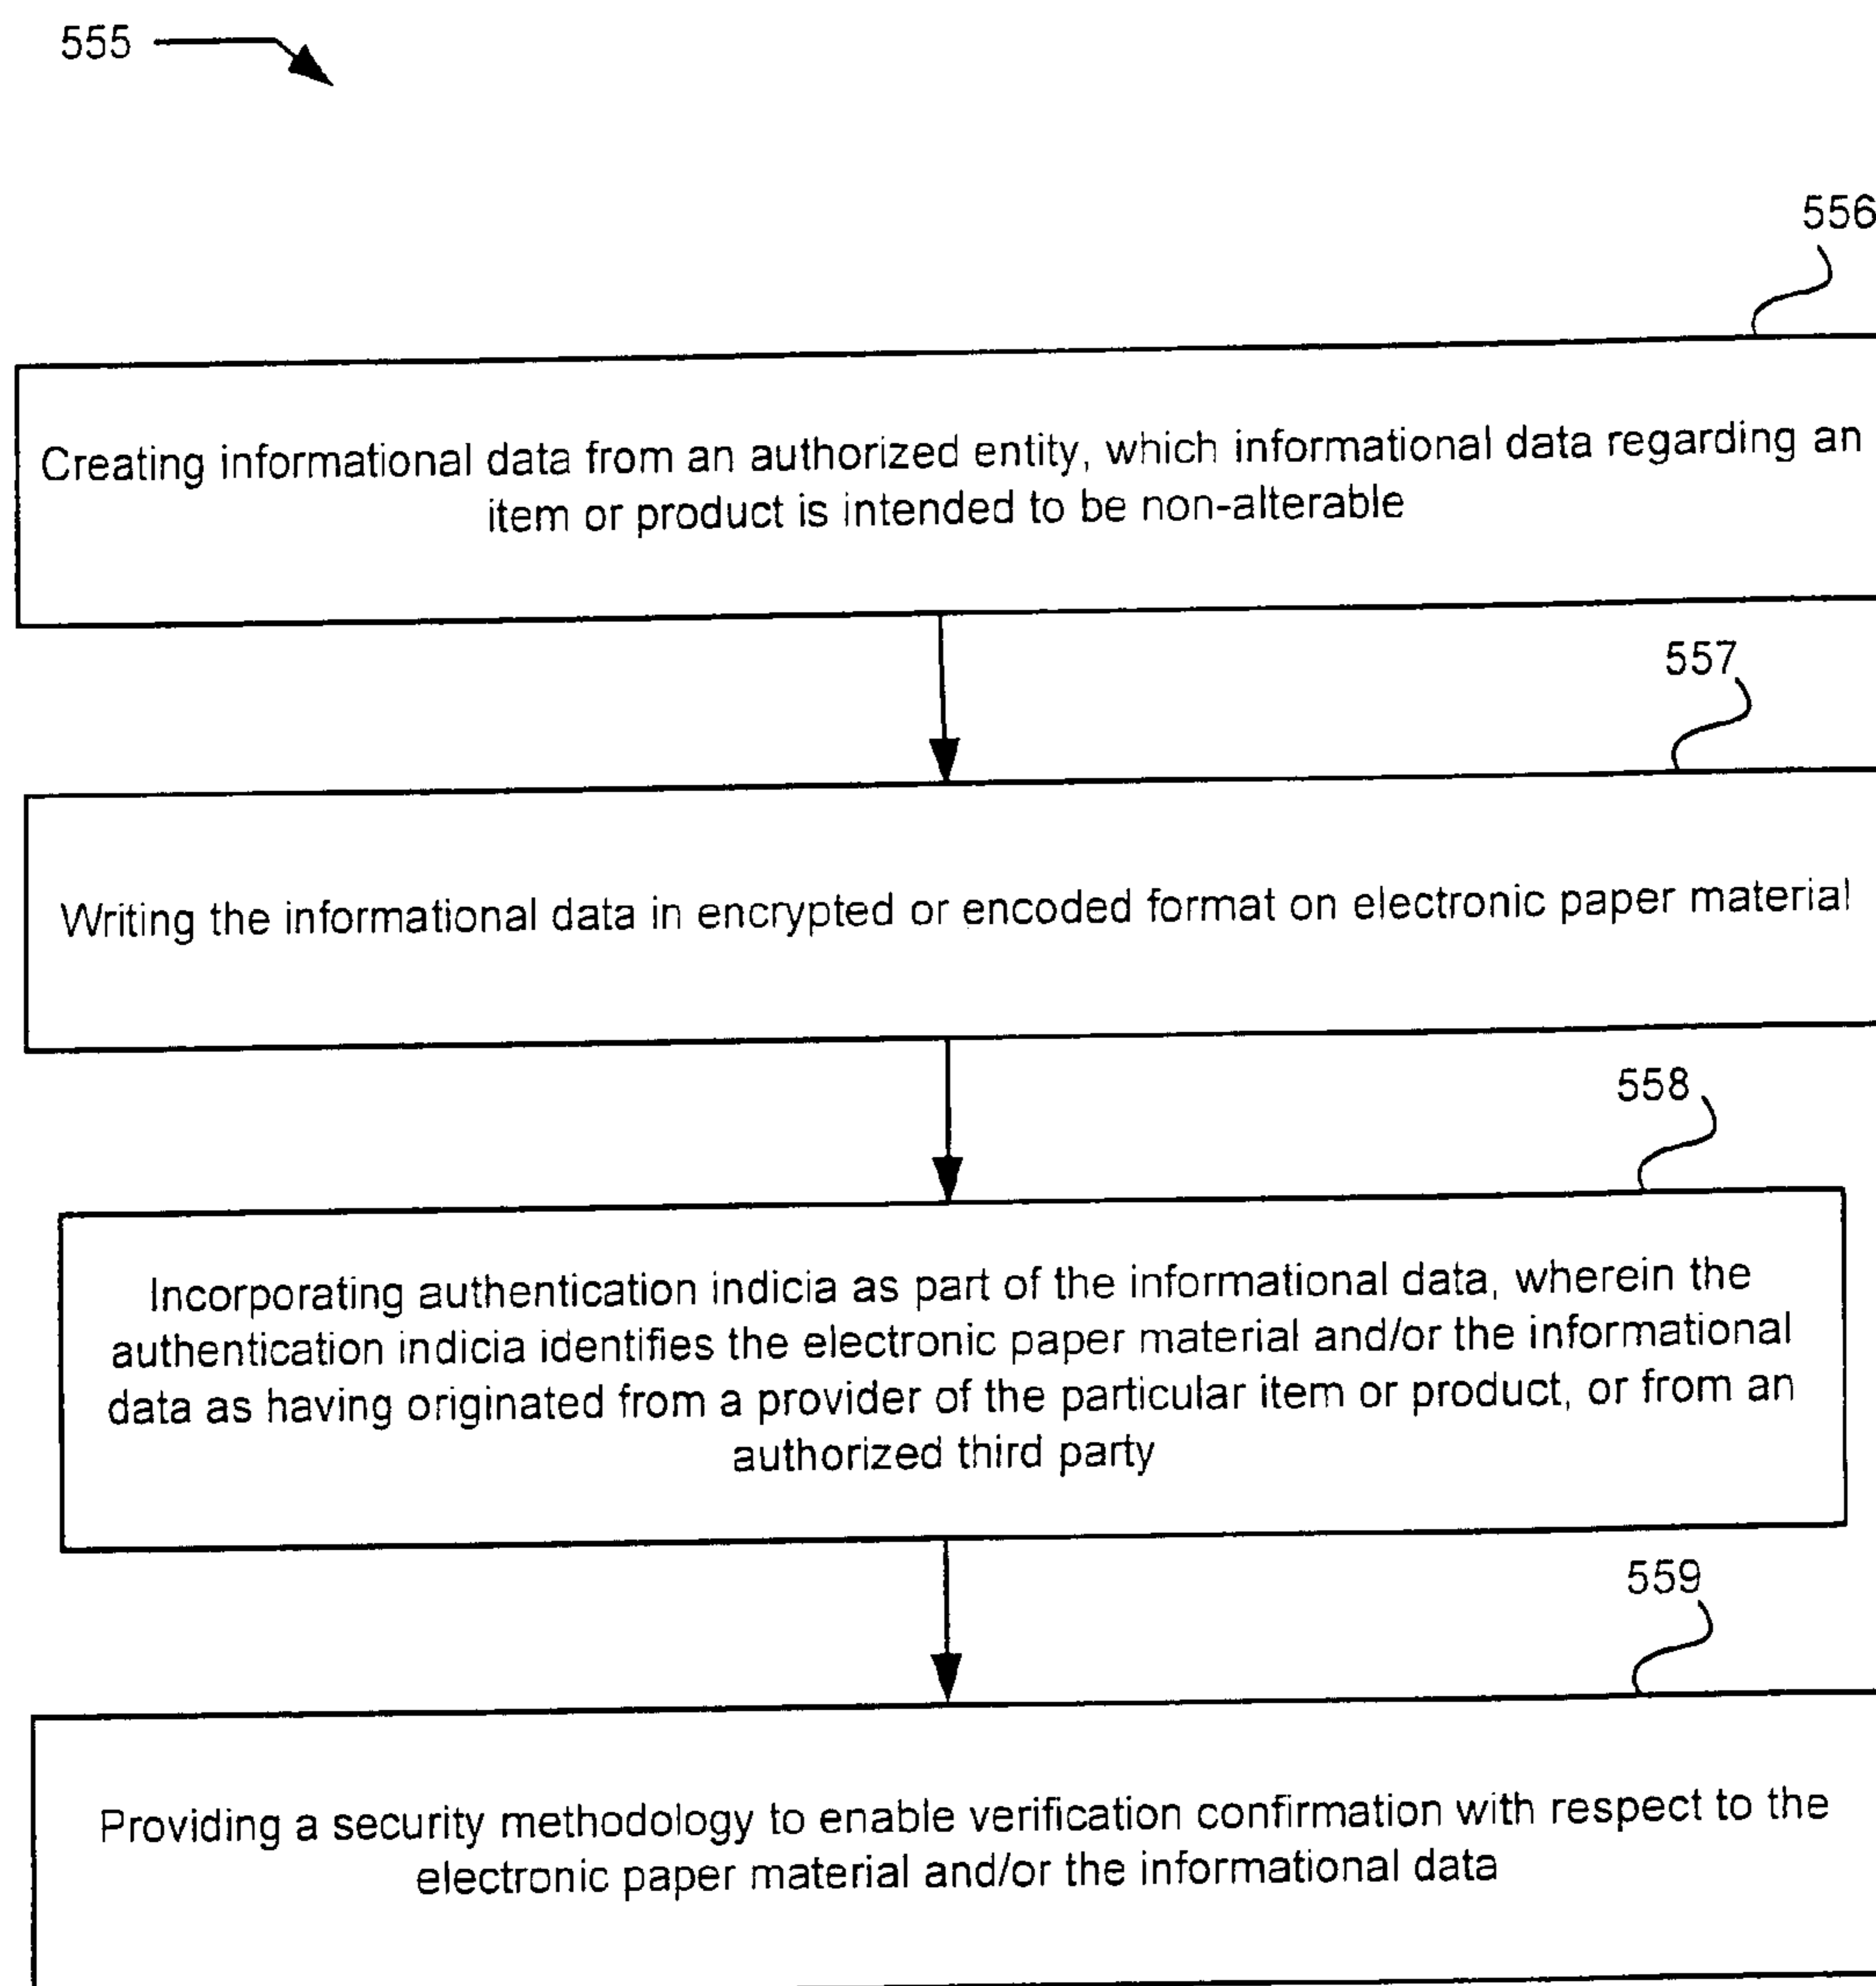 555
556
Creating informational data from an authorized entity, which informational data regarding an
item or product is intended to be non-alterable
557
Writing the informational data in encrypted or encoded format on electronic paper material
558
Incorporating authentication indicia as part of the informational data, wherein the
authentication indicia identifies the electronic paper material and/or the informational
data as having originated from a provider of the particular item or product, or from an
authorized third party
559
Providing a security methodology to enable verification confirmation with respect to the
electronic paper material and/or the informational data